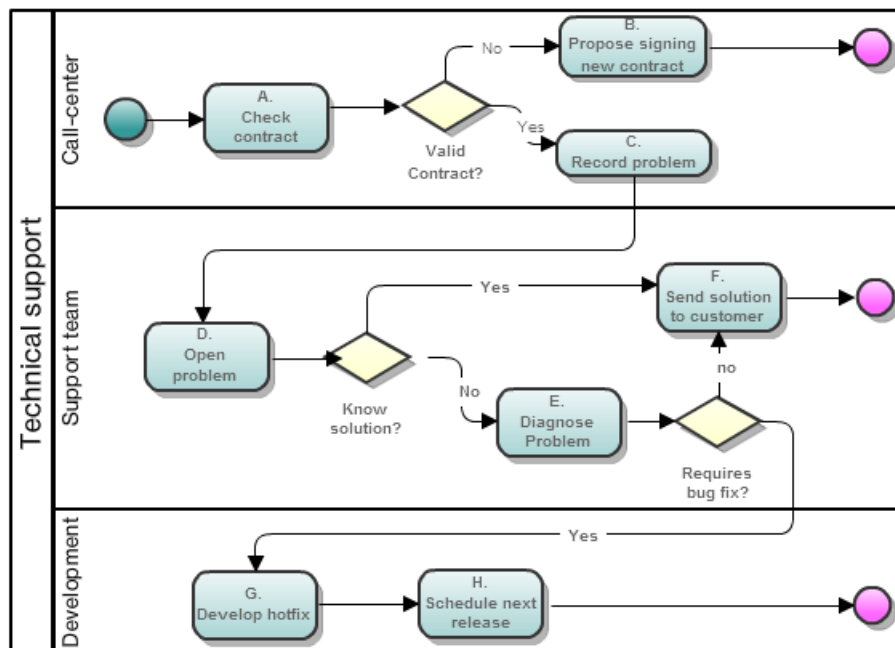 Technical support
Call-center
A.
Check
contract
Valid
Contract?
No
B.
Propose signing
new contract
Yes
C.
Record problem
Support team
D.
Open
problem
Know
solution?
Yes
F.
Send solution
to customer
No
E.
Diagnose
Problem
no
Requires
bug fix?
Development
Yes
G.
Develop hotfix
H.
Schedule next
release